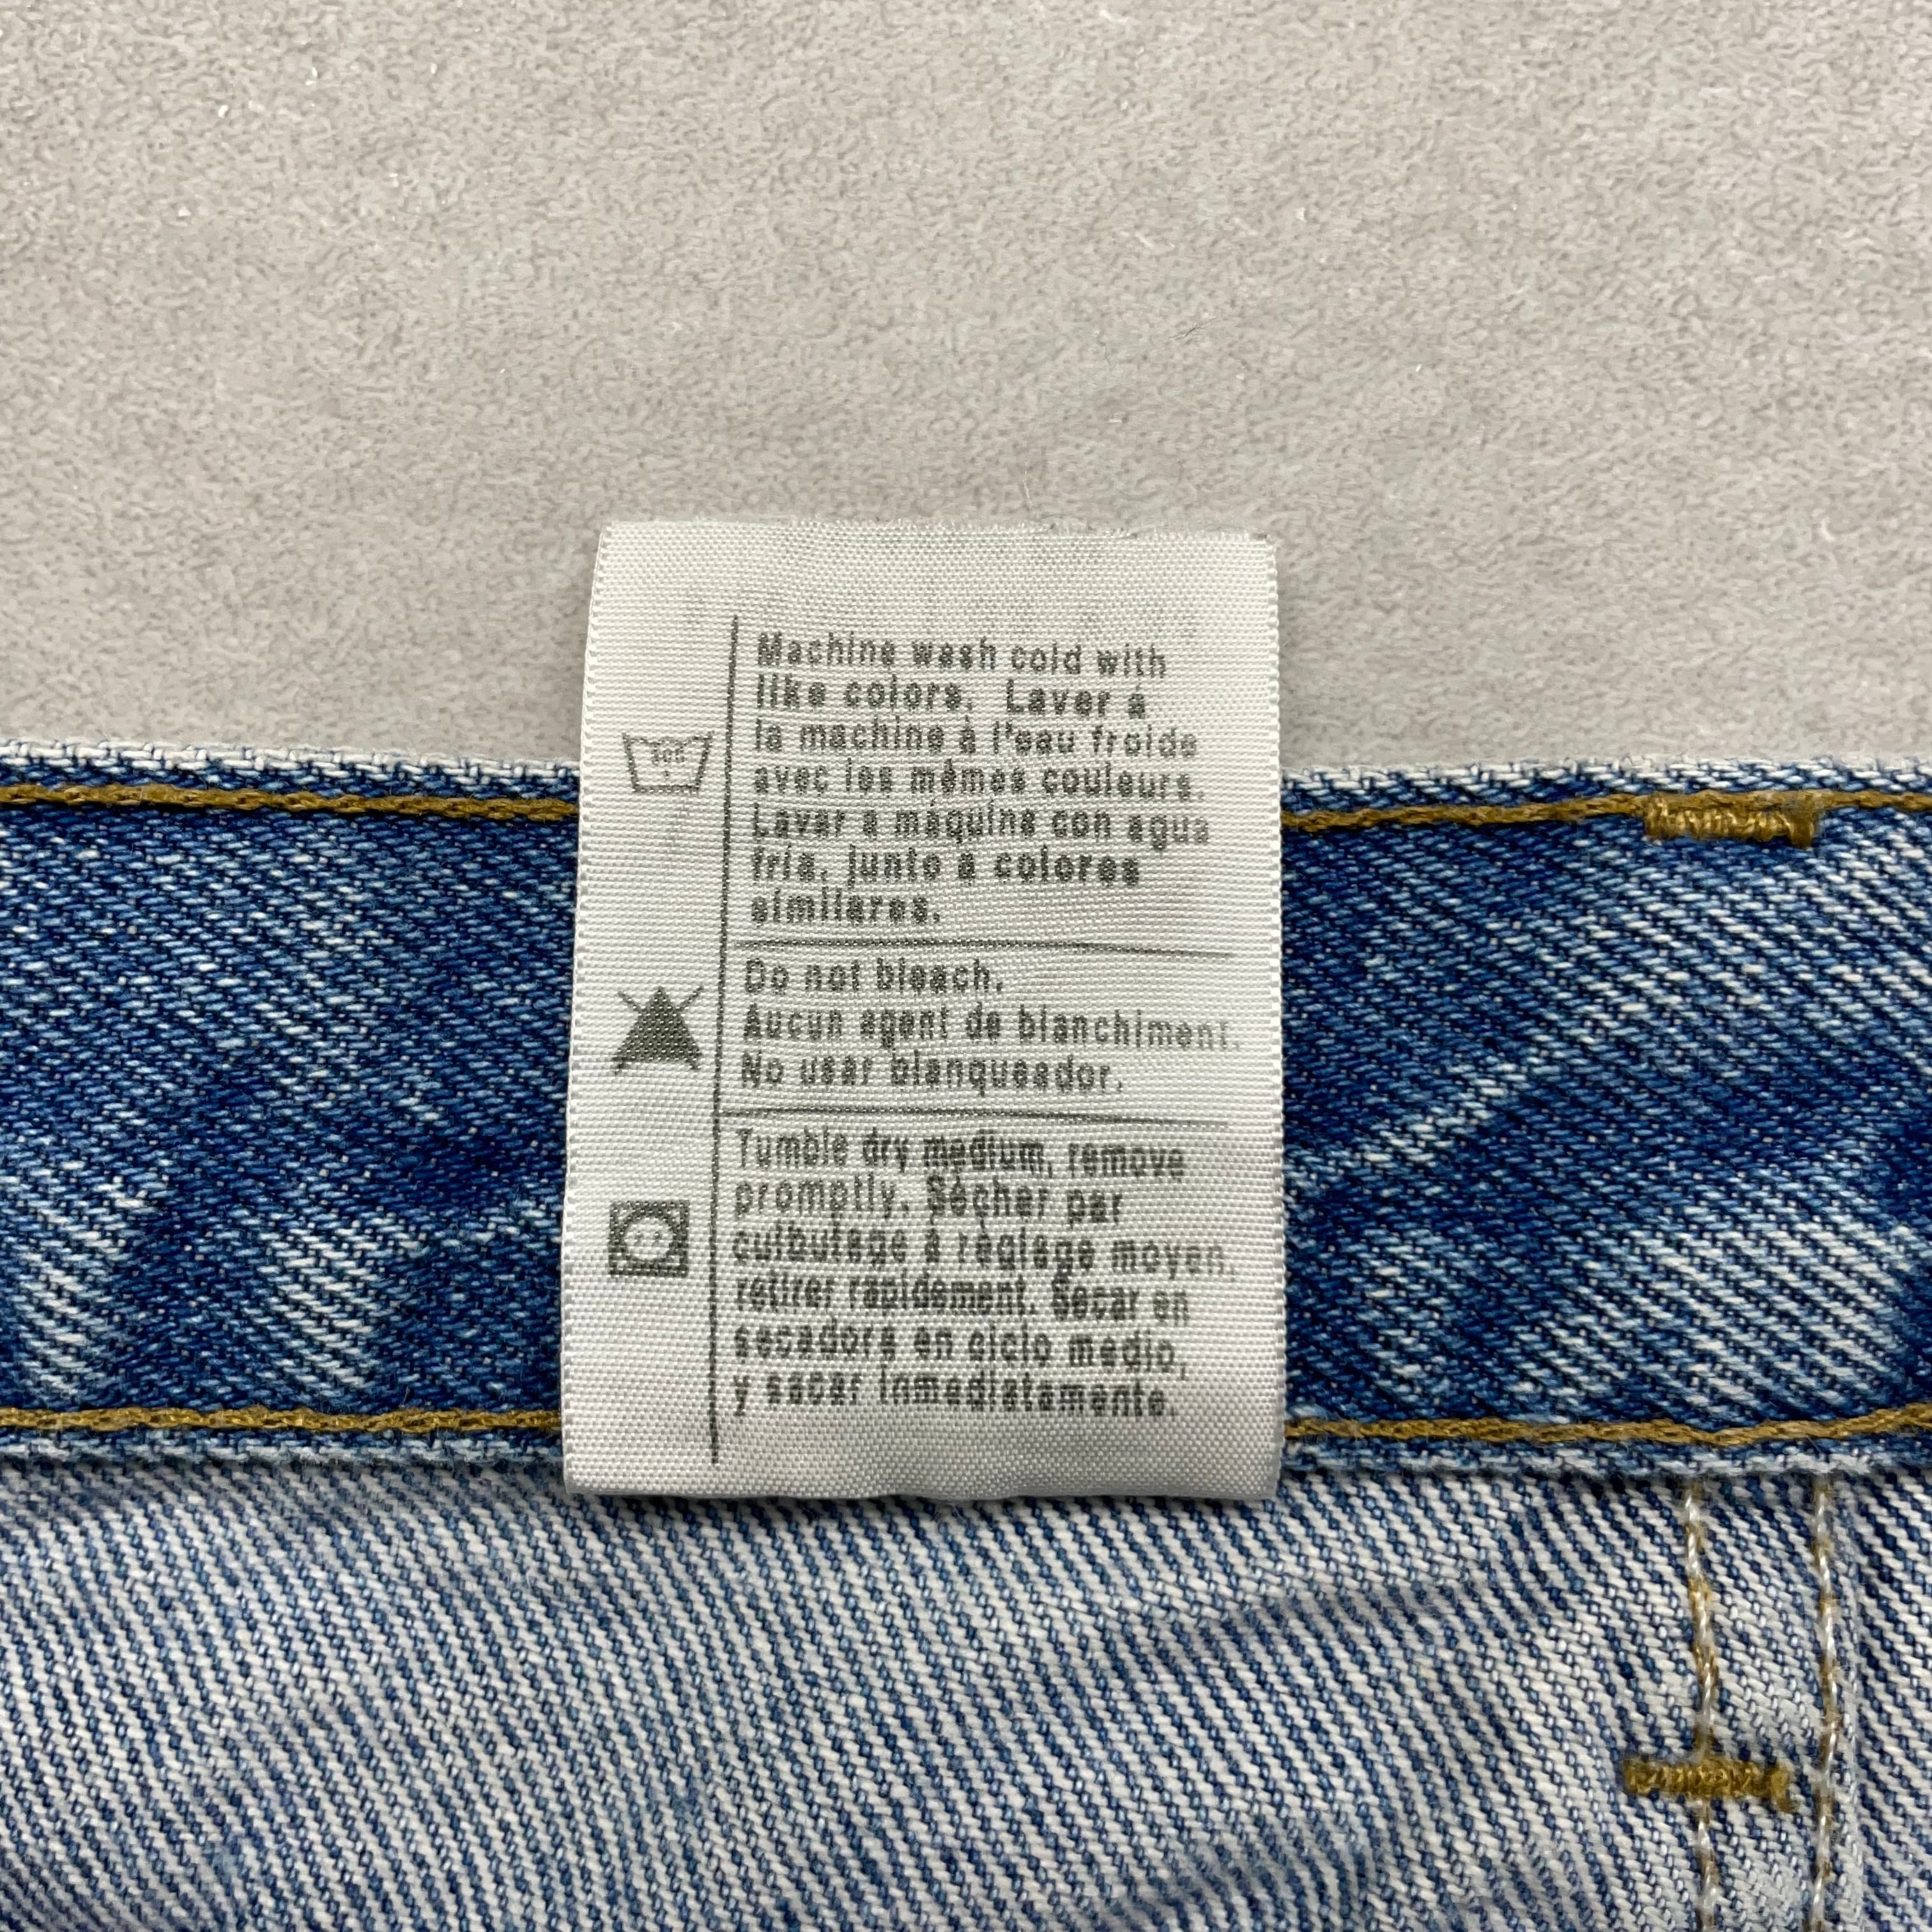 Machine wash cold with
like colors. Laver á
la machine à l'eau froide
avec les mêmes couleurs.
Lavar a máquina con agua
fría, junto a colores
similares.
Do not bleach.
Aucun agent de blanchiment.
No usar blanqueador.
Tumble dry medium, remove
promptly. Sècher par
culbutage à règlage moyen,
retirer rapidement. Secar en
secadora en ciclo medio,
y sacar inmediatamente.